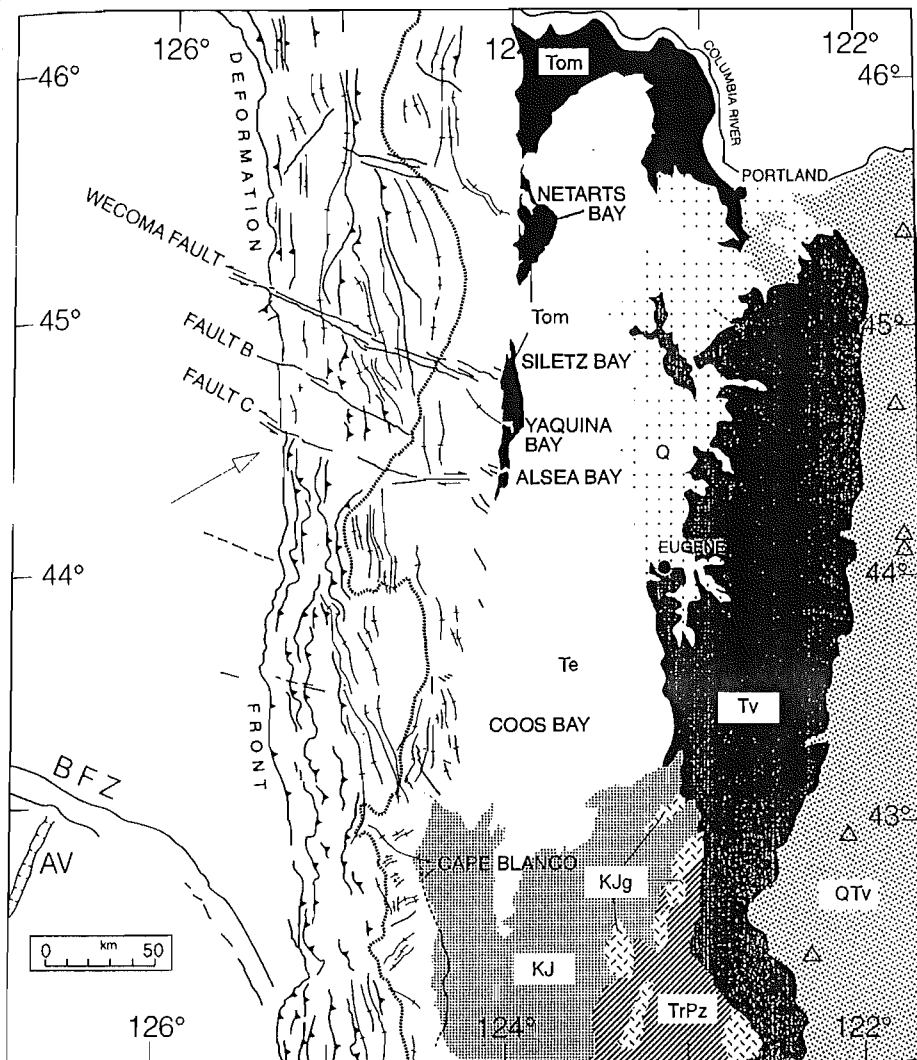 126°
124
122°
46°
46°
Tom
COLUMBIA RIVER
DEFORMATION
PORTLAND
NETARTS
BAY
WECOMA FAULT
45°
45°
Tom
SILETZ BAY
FAULT B
FAULT C
YAQUINA
BAY
Q
ALSEA BAY
EUGENE
44°
44°
Te
FRONT
COOS BAY
Tv
BFZ
43°
AV
CAPE BLANCO
KJg
QTv
0 km 50
KJ
TrPz
126°
124°
122°